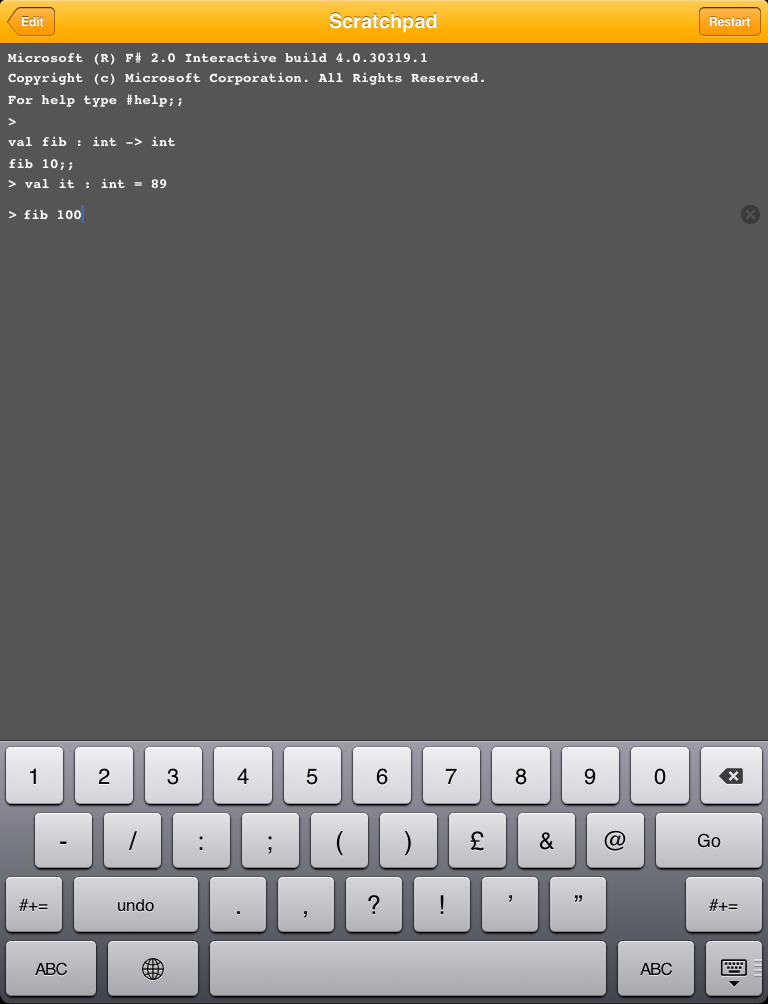 Edit Scratchpad Restart
Microsoft (R) F# 2.0 Interactive build 4.0.30319.1
Copyright (c) Microsoft Corporation. All Rights Reserved.
For help type #help;;
>
val fib : int -> int
fib 10;;
> val it : int = 89
> fib 100
1 2 3 4 5 6 7 8 9 0
- / : ; ( ) £ & @ Go
#+= undo . , ? ! ’ ” #+=
ABC ABC